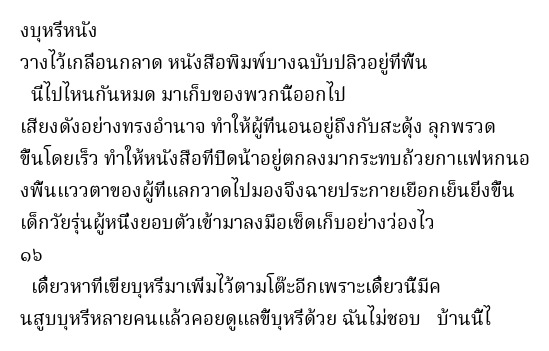 งบุหรี่หนัง
วางไว้เกลื่อนกลาด หนังสือพิมพ์บางฉบับปลิวอยู่ที่พื้น
นี่ไปไหนกันหมด มาเก็บของพวกนี้ออกไป
เสียงดังอย่างทรงอำนาจ ทำให้ผู้ที่นอนอยู่ถึงกับสะดุ้ง ลุกพรวด
ขึ้นโดยเร็ว ทำให้หนังสือที่ปิดหน้าอยู่ตกลงมากระทบถ้วยกาแฟหกนอ
งพื้นแววตาของผู้ที่แลกวาดไปมองจึงฉายประกายเยือกเย็นยิ่งขึ้น
เด็กวัยรุ่นผู้หนึ่งยอบตัวเข้ามาลงมือเช็ดเก็บอย่างว่องไว
๑๖
เดี๋ยวหาที่เขี่ยบุหรี่มาเพิ่มไว้ตามโต๊ะอีกเพราะเดี๋ยวนี้มีค
นสูบบุหรี่หลายคนแล้วคอยดูแลขี้บุหรี่ด้วย ฉันไม่ชอบ บ้านนี้ไ